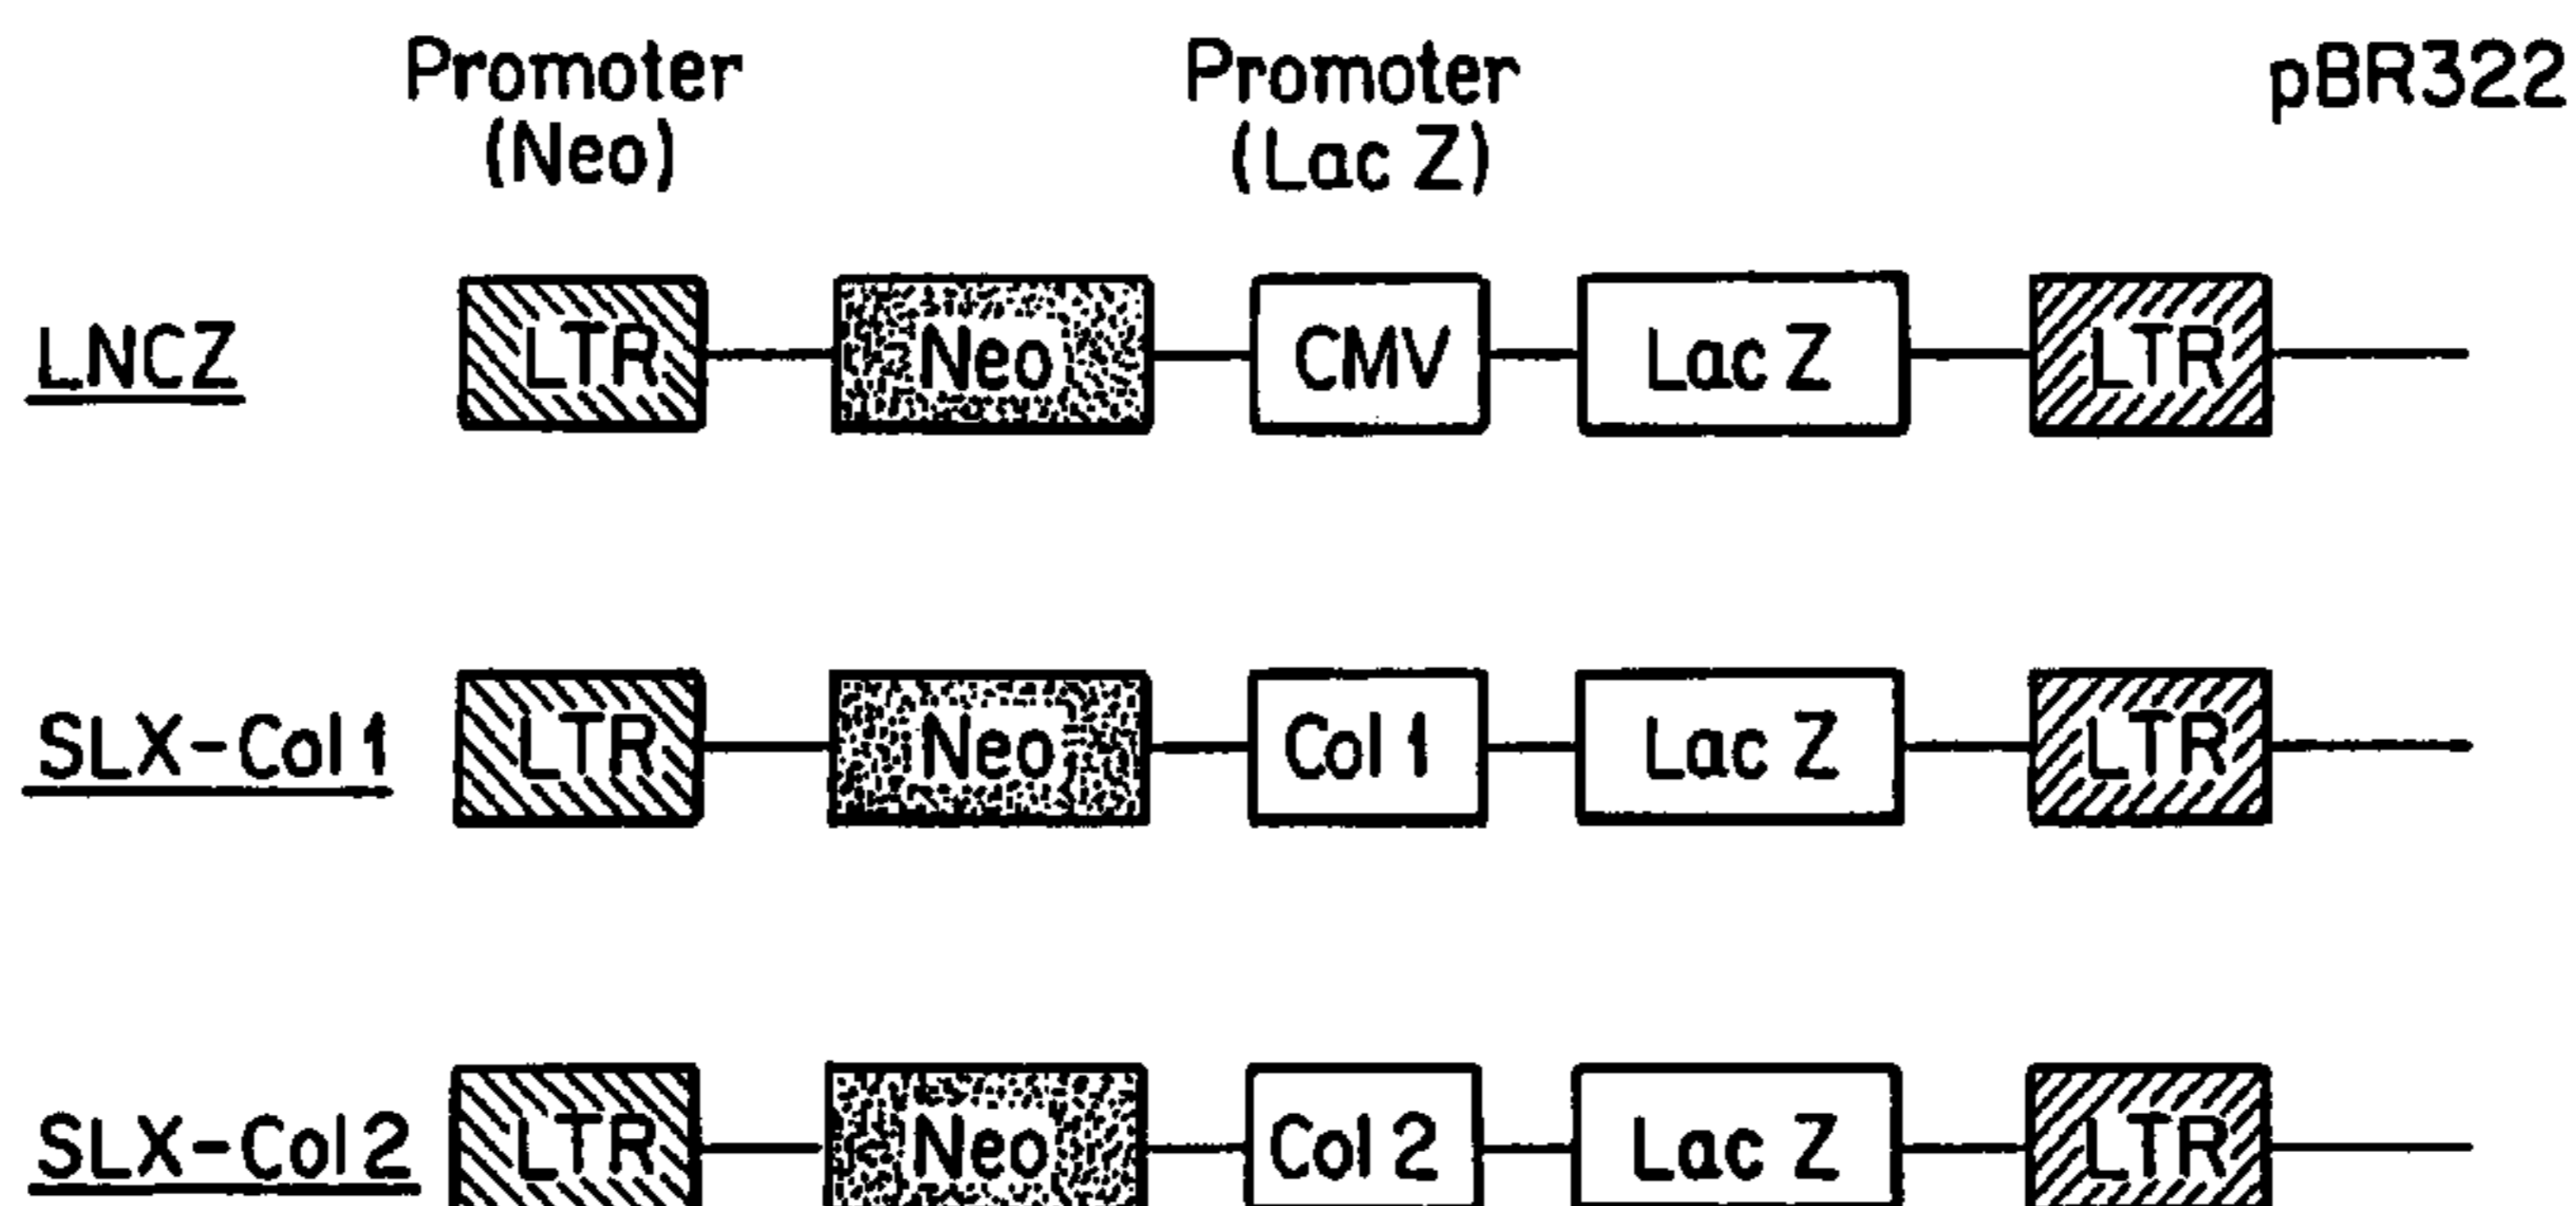 Promoter Promoter pBR322
(Neo) (Lac Z)
LNCZ LTR Neo CMV Lac Z LTR
SLX-Col 1 LTR Neo Col 1 Lac Z LTR
SLX-Col 2 LTR Neo Col 2 Lac Z LTR